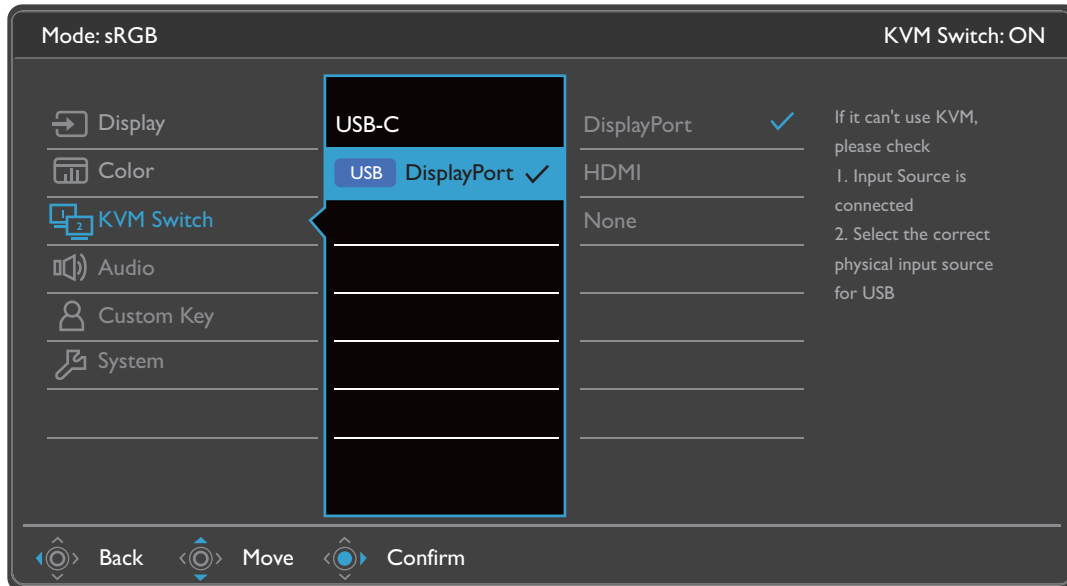 Mode: sRGB
KVM Switch: ON
Display
Color
KVM Switch
1
2
Audio
Custom Key
System
USB-C
USB DisplayPort
DisplayPort
HDMI
None
If it can't use KVM,
please check
1. Input Source is
connected
2. Select the correct
physical input source
for USB
Back
Move
Confirm